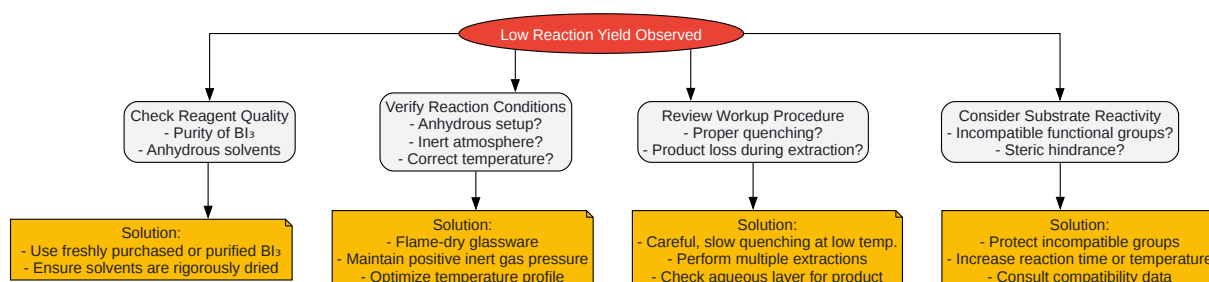 Low Reaction Yield Observed
Check Reagent Quality
- Purity of BI₃
- Anhydrous solvents
Verify Reaction Conditions
- Anhydrous setup?
- Inert atmosphere?
- Correct temperature?
Review Workup Procedure
- Proper quenching?
- Product loss during extraction?
Consider Substrate Reactivity
- Incompatible functional groups?
- Steric hindrance?
Solution:
- Use freshly purchased or purified BI₃
- Ensure solvents are rigorously dried
Solution:
- Flame-dry glassware
- Maintain positive inert gas pressure
- Optimize temperature profile
Solution:
- Careful, slow quenching at low temp.
- Perform multiple extractions
- Check aqueous layer for product
Solution:
- Protect incompatible groups
- Increase reaction time or temperature
- Consult compatibility data